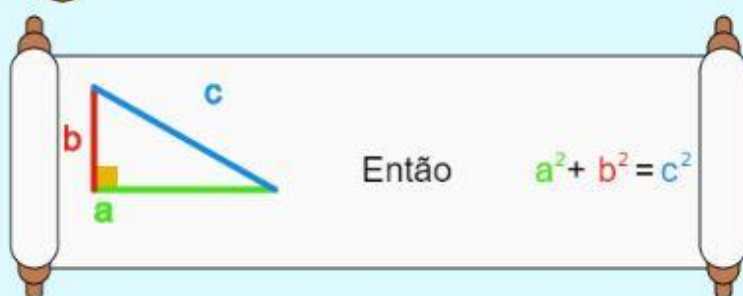 c
b
Então a² + b² = c²
a